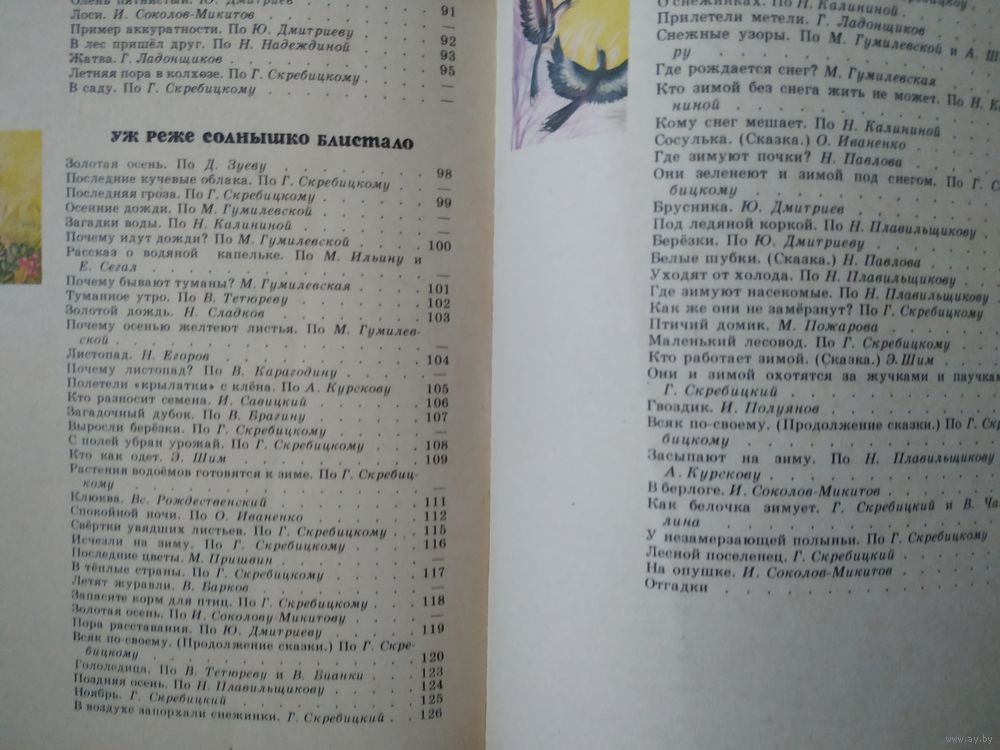 Олень пятнистый. Ю. Дмитриев
Лоси. И. Соколов-Микитов . . . . 91
Пример аккуратности. По Ю. Дмитриеву . . . —
В лес пришёл друг. По Н. Надеждиной . . . 92
Жатва. Г. Ладонщиков . . . . 93
Летняя пора в колхозе. По Г. Скребицкому . . . 95
В саду. По Г. Скребицкому . . . . —
УЖ РЕЖЕ СОЛНЫШКО БЛИСТАЛО
Золотая осень. По Д. Зуеву . . . . 98
Последние кучевые облака. По Г. Скребицкому . . —
Последняя гроза. По Г. Скребицкому . . . 99
Осенние дожди. По М. Гумилевской . . . —
Загадки воды. По Н. Калининой . . . —
Почему идут дожди? По М. Гумилевской . . . 100
Рассказ о водяной капельке. По М. Ильину и
Е. Сегал . . . . —
Почему бывают туманы? М. Гумилевская . . . 101
Туманное утро. По В. Тетюреву . . . 102
Золотой дождь. Н. Сладков . . . 103
Почему осенью желтеют листья. По М. Гумилев-
ской . . . . —
Листопад. Н. Егоров . . . . 104
Почему листопад? По В. Карагодину . . . —
Полетели «крылатки» с клёна. По А. Курскову 105
Кто разносит семена. И. Савицкий . . . 106
Загадочный дубок. По В. Врагину . . . 107
Выросли берёзки. По Г. Скребицкому . . . —
С полей убран урожай. По Г. Скребицкому . . 108
Кто как одет. Э. Шим . . . . 109
Растения водоёмов готовятся к зиме. По Г. Скребиц-
кому . . . . —
Клюква. Вс. Рождественский . . . 111
Спокойной ночи. По О. Иваненко . . . 112
Свёртки увядших листьев. По Г. Скребицкому . . 115
Исчезли на зиму. По Г. Скребицкому . . . 116
Последние цветы. М. Пришвин . . . —
В тёплые страны. По Г. Скребицкому . . . 117
Летят журавли. В. Барков . . . —
Запасите корм для птиц. По Г. Скребицкому . . 118
Золотая осень. По И. Соколову-Микитову . . . —
Пора расставания. По Ю. Дмитриеву . . . 119
Всяк по-своему. (Продолжение сказки.) По Г. Скре-
бицкому . . . . 120
Гололедица. По В. Тетюреву и В. Бианки . . . 123
Поздняя осень. По Н. Плавильщикову . . . 124
Ноябрь. Г. Скребицкий . . . . 125
В воздухе запорхали снежинки. Г. Скребицкий . . 126
О снежинках. По Н. Калининой .
Прилетели метели. Г. Ладонщиков .
Снежные узоры. По М. Гумилевской и А. Ш
ру . . . .
Где рождается снег? М. Гумилевская . .
Кто зимой без снега жить не может. По Н. Ка
ниной . . . .
Кому снег мешает. По Н. Калининой . .
Сосулька. (Сказка.) О. Иваненко . . .
Где зимуют почки? Н. Павлова . . .
Они зеленеют и зимой под снегом. По Г. С
бицкому . . . .
Брусника. Ю. Дмитриев . . . .
Под ледяной коркой. По Н. Плавильщикову
Берёзки. По Ю. Дмитриеву . . .
Белые шубки. (Сказка.) Н. Павлова . . .
Уходят от холода. По Н. Плавильщикову .
Где зимуют насекомые. По Н. Плавильщикову .
Как же они не замёрзнут? По Г. Скребицкому
Птичий домик. М. Пожарова . . .
Маленький лесовод. По Г. Скребицкому . .
Кто работает зимой. (Сказка.) Э. Шим . .
Они и зимой охотятся за жучками и паучкам
Г. Скребицкий . . . .
Гвоздик. И. Полуянов . . . .
Всяк по-своему. (Продолжение сказки.) По Г. Скр
бицкому . . . .
Засыпают на зиму. По Н. Плавильщикову
А. Курскову . . . .
В берлоге. И. Соколов-Микитов . . .
Как белочка зимует. Г. Скребицкий и В. Ча
лина . . . .
У незамерзающей полыньи. По Г. Скребицкому
Лесной поселенец. Г. Скребицкий . . .
На опушке. И. Соколов-Микитов . . .
Отгадки . . . .
www.ay.by